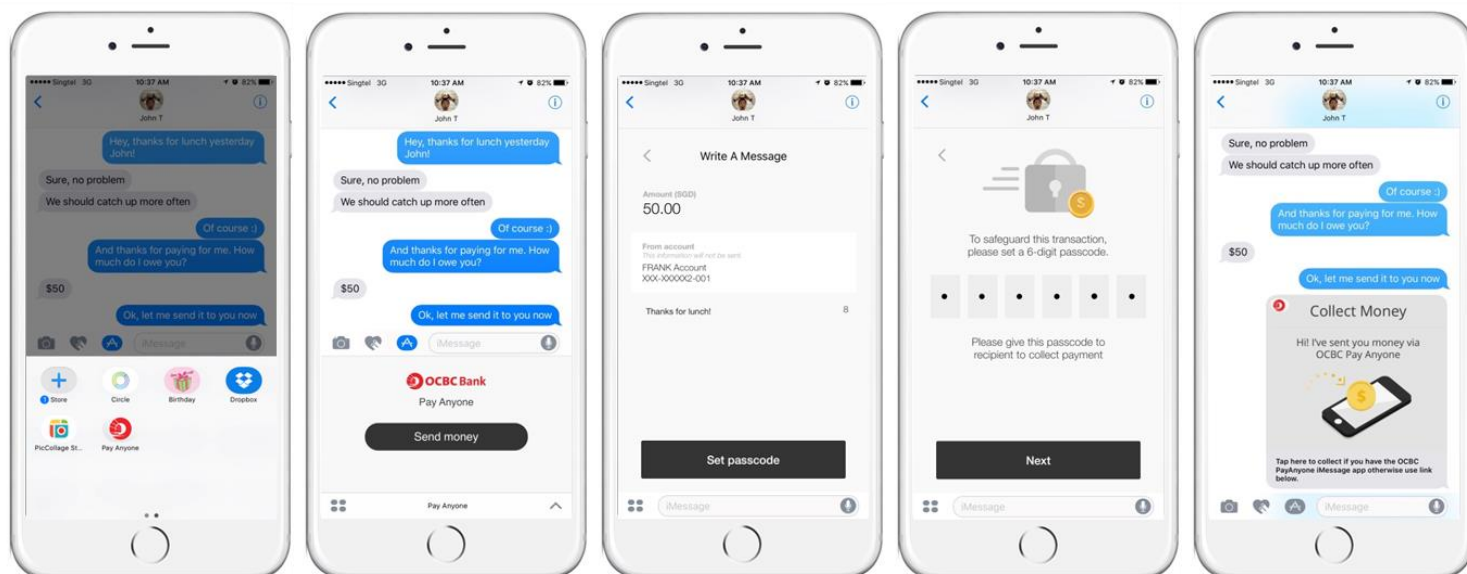 Singtel 3G 10:37 AM 82%
John T
Hey, thanks for lunch yesterday
John!
Sure, no problem
We should catch up more often
Of course :)
And thanks for paying for me. How
much do I owe you?
$50
Ok, let me send it to you now
iMessage
1 Store
Circle
Birthday
Dropbox
PicCollage St...
Pay Anyone
Singtel 3G 10:37 AM 82%
John T
Hey, thanks for lunch yesterday
John!
Sure, no problem
We should catch up more often
Of course :)
And thanks for paying for me. How
much do I owe you?
$50
Ok, let me send it to you now
iMessage
OCBC Bank
Pay Anyone
Send money
Pay Anyone
Singtel 3G 10:37 AM 82%
John T
Write A Message
Amount (SGD)
50.00
From account
This information will not be sent
FRANK Account
XXX-XXXXX2-001
Thanks for lunch! 8
Set passcode
iMessage
Singtel 3G 10:37 AM 82%
John T
$
To safeguard this transaction,
please set a 6-digit passcode.
Please give this passcode to
recipient to collect payment
Next
iMessage
Singtel 3G 10:37 AM 82%
John T
Sure, no problem
We should catch up more often
Of course :)
And thanks for paying for me. How
much do I owe you?
$50
Ok, let me send it to you now
Collect Money
Hi! I've sent you money via
OCBC Pay Anyone
$
Tap here to collect if you have the OCBC
PayAnyone iMessage app otherwise use link
below.
iMessage